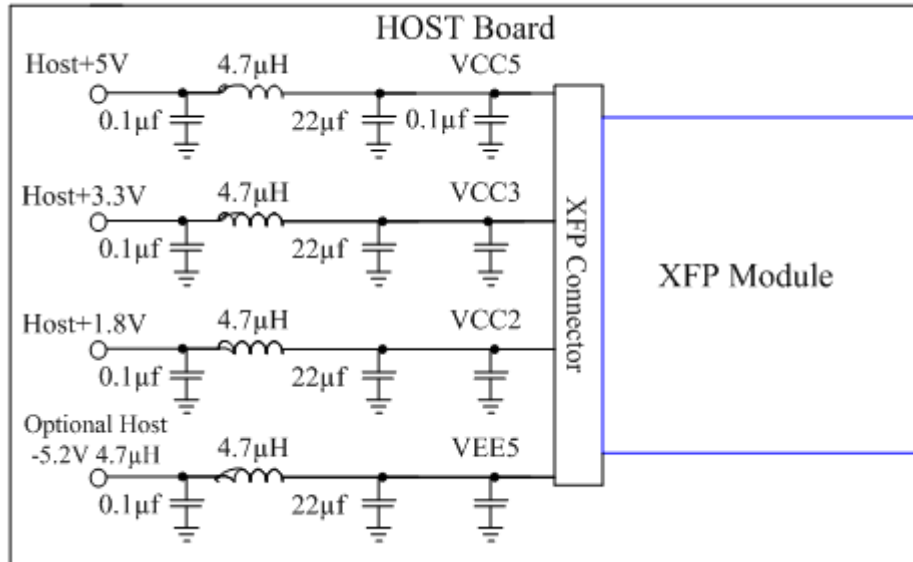 HOST Board
Host+5V
4.7µH
VCC5
0.1µf
22µf
0.1µf
Host+3.3V
4.7µH
VCC3
0.1µf
22µf
Host+1.8V
4.7µH
VCC2
0.1µf
22µf
Optional Host
-5.2V 4.7µH
4.7µH
VEE5
0.1µf
22µf
XFP Connector
XFP Module